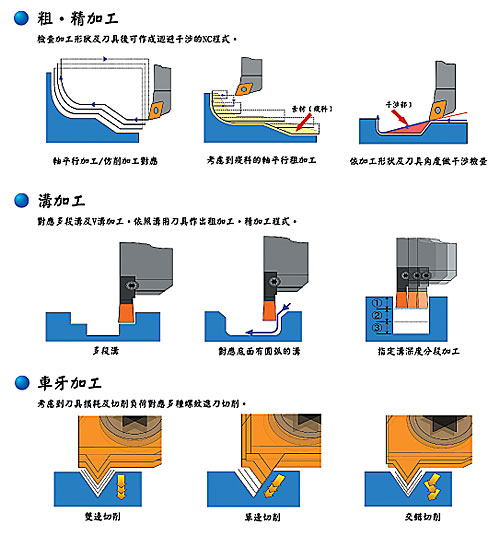 粗・精加工
檢查加工形狀及刀具後可作成迴避干涉的NC程式。
素材(殘料)
干涉部
軸平行加工/仿削加工對應
考慮到殘料的軸平行粗加工
依加工形狀及刀具角度做干涉檢查
溝加工
對應多段溝及V溝加工。依照溝用刀具作出粗加工。精加工程式。
①
②
③
多段溝
對應底面有圓弧的溝
指定溝深度分段加工
車牙加工
考慮到刀具損耗及切削負荷對應多種螺紋進刀切削。
雙邊切削
單邊切削
交錯切削